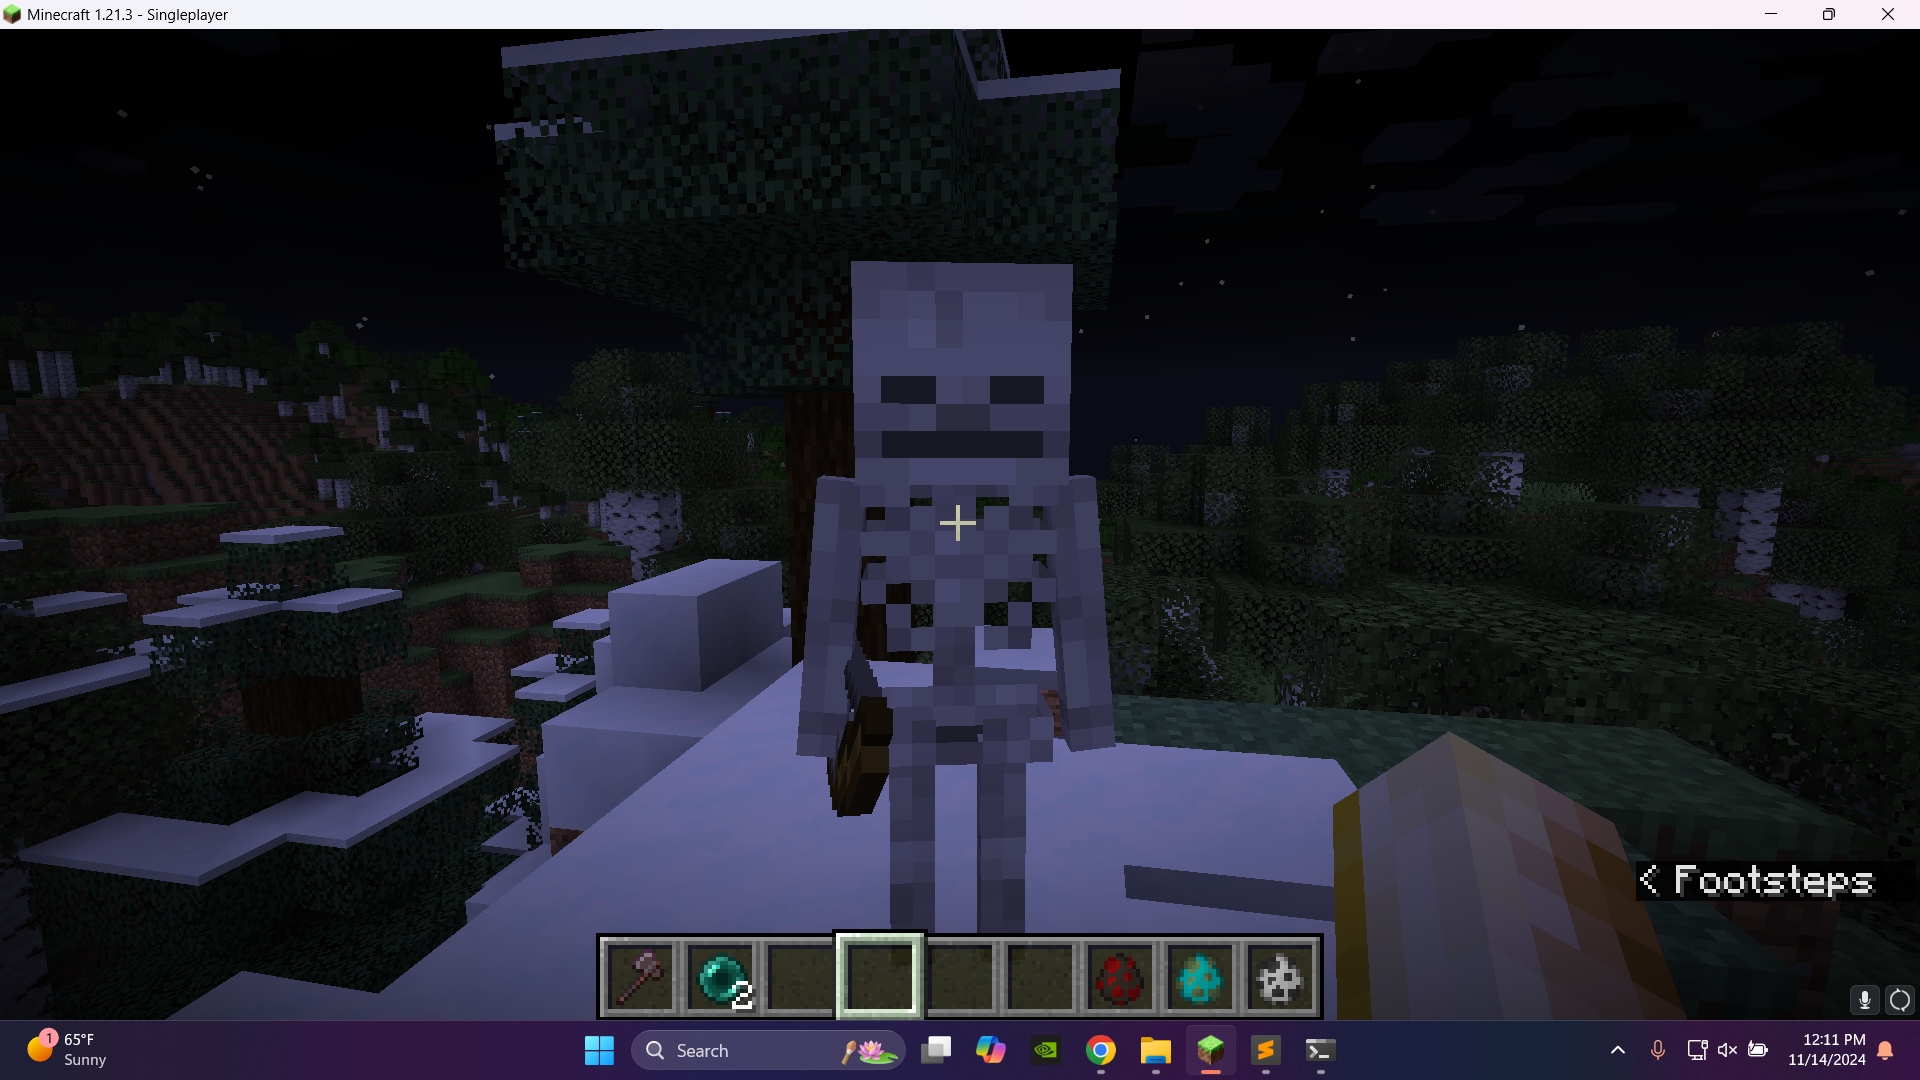 Minecraft 1.21.3 - Singleplayer
< Footsteps
2
1
65°F
Sunny
Search
12:11 PM
11/14/2024